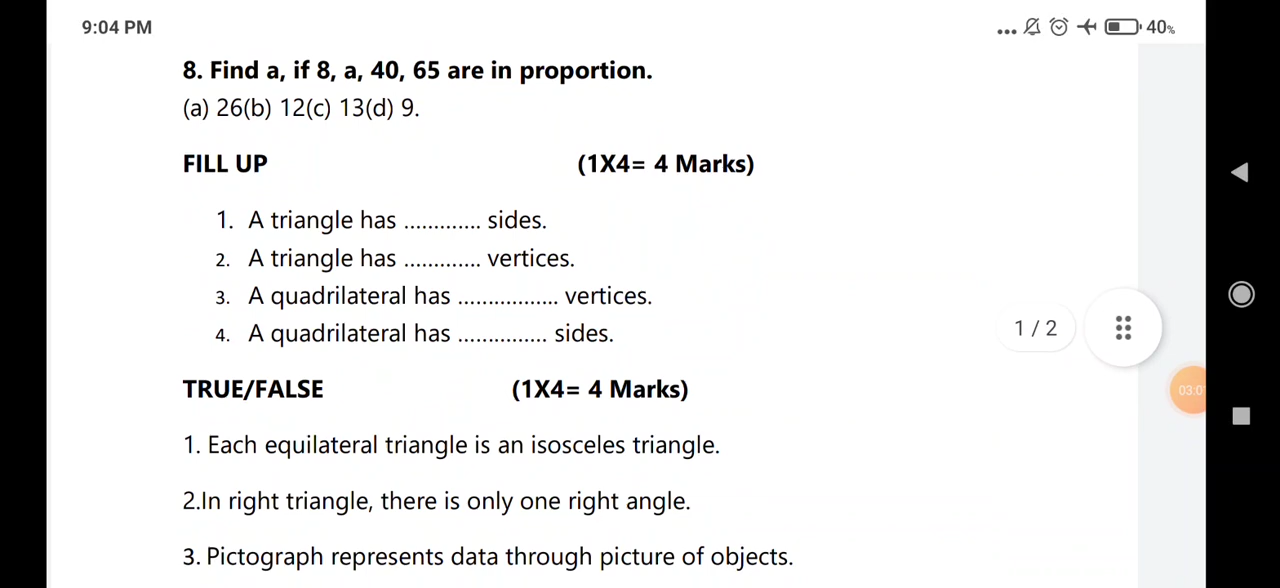 9:04 PM
... 40%
8. Find a, if 8, a, 40, 65 are in proportion.
(a) 26(b) 12(c) 13(d) 9.
FILL UP (1X4= 4 Marks)
1. A triangle has ............. sides.
2. A triangle has ............. vertices.
3. A quadrilateral has ................. vertices.
4. A quadrilateral has ............... sides.
1 / 2
TRUE/FALSE (1X4= 4 Marks)
03:0
1. Each equilateral triangle is an isosceles triangle.
2.In right triangle, there is only one right angle.
3. Pictograph represents data through picture of objects.